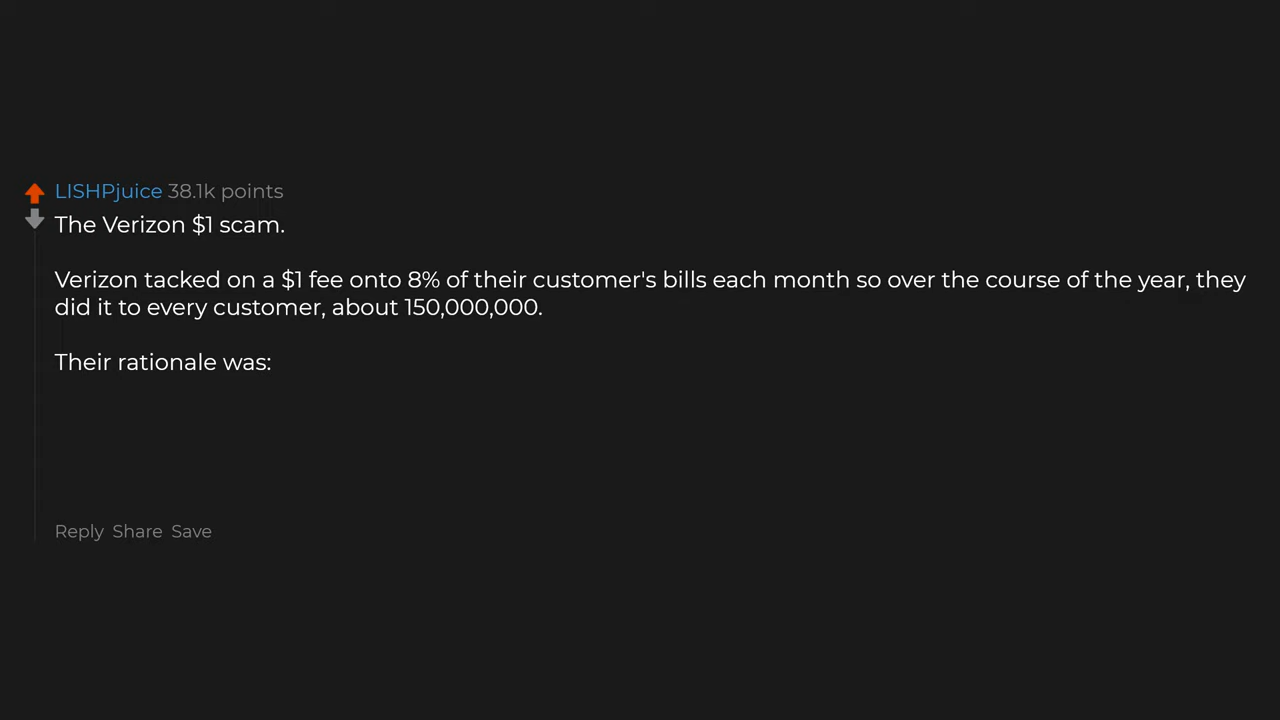 LISHPjuice 38.1k points
The Verizon $1 scam.
Verizon tacked on a $1 fee onto 8% of their customer's bills each month so over the course of the year, they
did it to every customer, about 150,000,000.
Their rationale was:
Reply Share Save